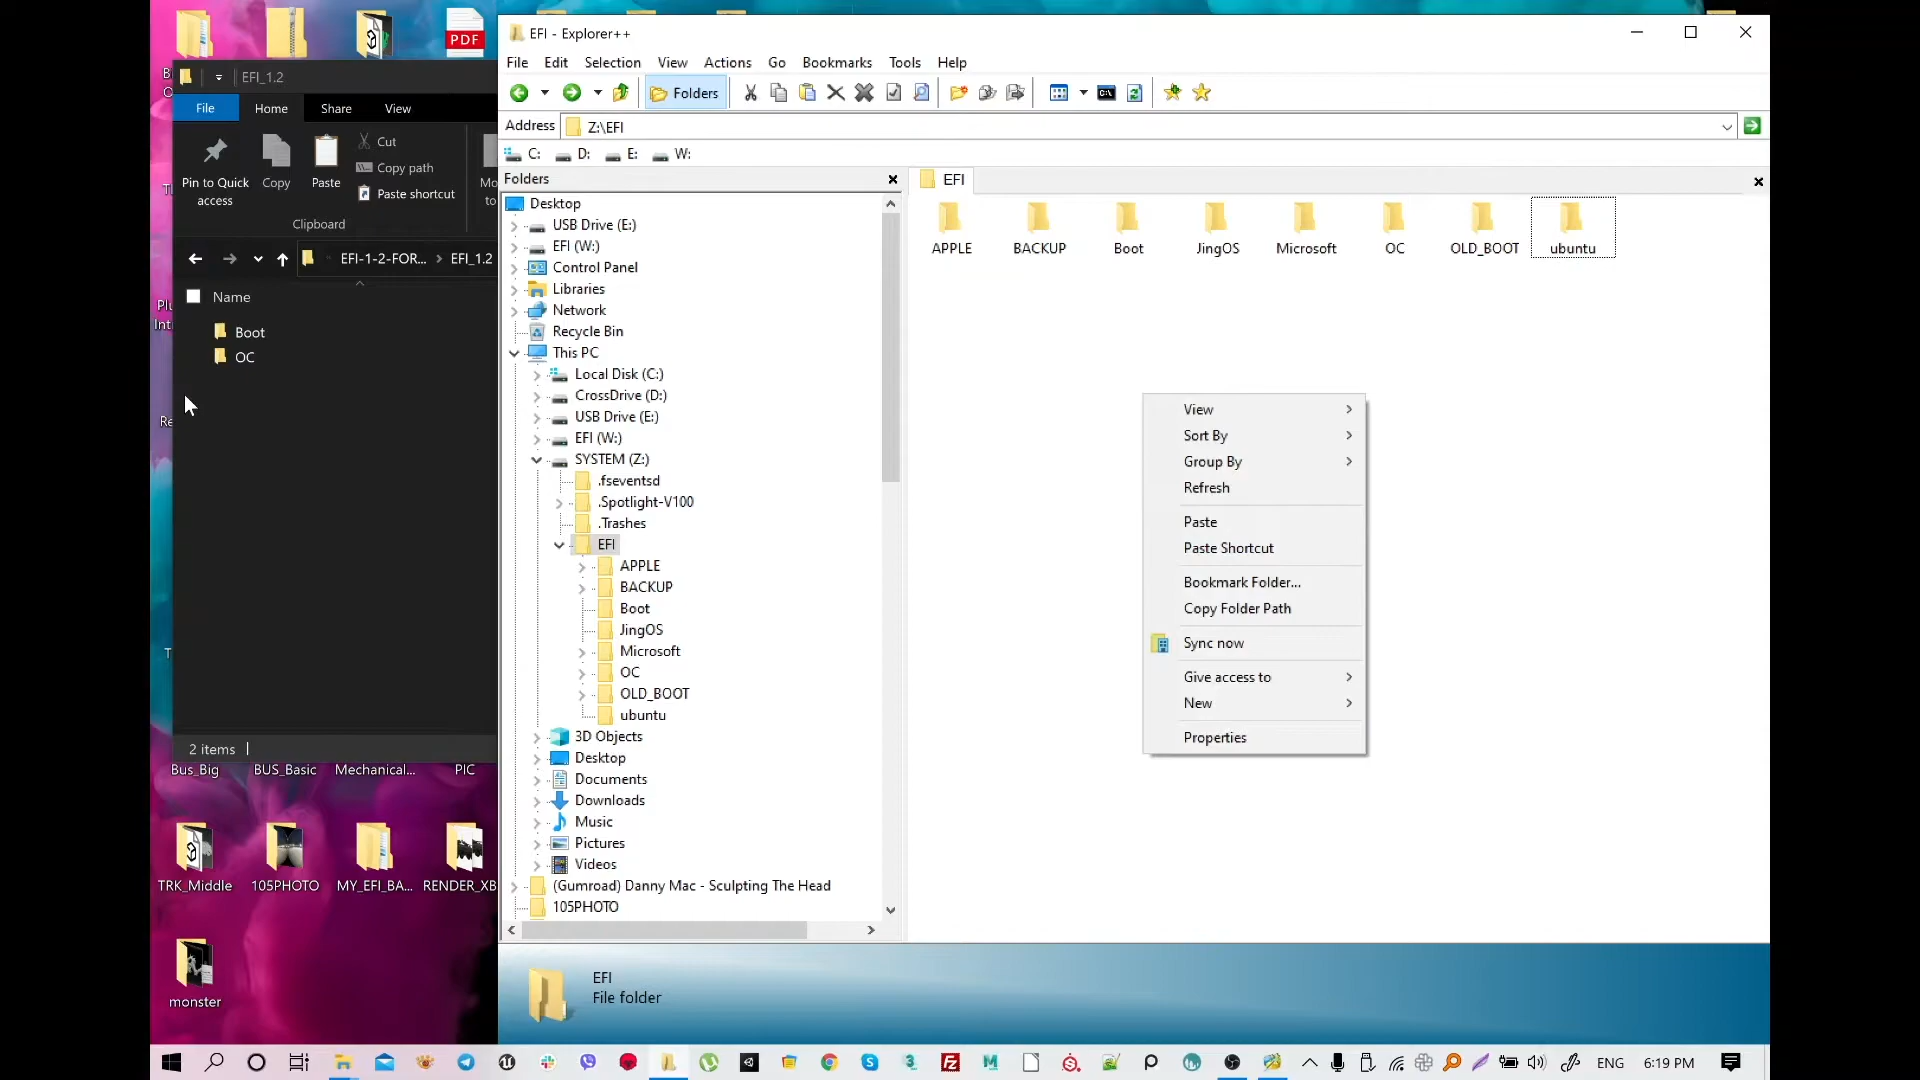 EFI_1.2
File
Home
Share
View
Pin to Quick access
Copy
Paste
Cut
Copy path
Paste shortcut
Mo
to
Clipboard
EFI-1-2-FOR... > EFI_1.2
Name
Boot
OC
2 items
PDF
Bus_Big
BUS_Basic
Mechanical...
PIC
TRK_Middle
105PHOTO
MY_EFI_BA...
RENDER_XB
monster
EFI - Explorer++
File Edit Selection View Actions Go Bookmarks Tools Help
Folders
Address Z:\EFI
C: D: E: W:
Folders
Desktop
USB Drive (E:)
EFI (W:)
Control Panel
Libraries
Network
Recycle Bin
This PC
Local Disk (C:)
CrossDrive (D:)
USB Drive (E:)
EFI (W:)
SYSTEM (Z:)
.fseventsd
.Spotlight-V100
.Trashes
EFI
APPLE
BACKUP
Boot
JingOS
Microsoft
OC
OLD_BOOT
ubuntu
3D Objects
Desktop
Documents
Downloads
Music
Pictures
Videos
(Gumroad) Danny Mac - Sculpting The Head
105PHOTO
EFI
APPLE
BACKUP
Boot
JingOS
Microsoft
OC
OLD_BOOT
ubuntu
View
Sort By
Group By
Refresh
Paste
Paste Shortcut
Bookmark Folder...
Copy Folder Path
Sync now
Give access to
New
Properties
EFI
File folder
ENG
6:19 PM